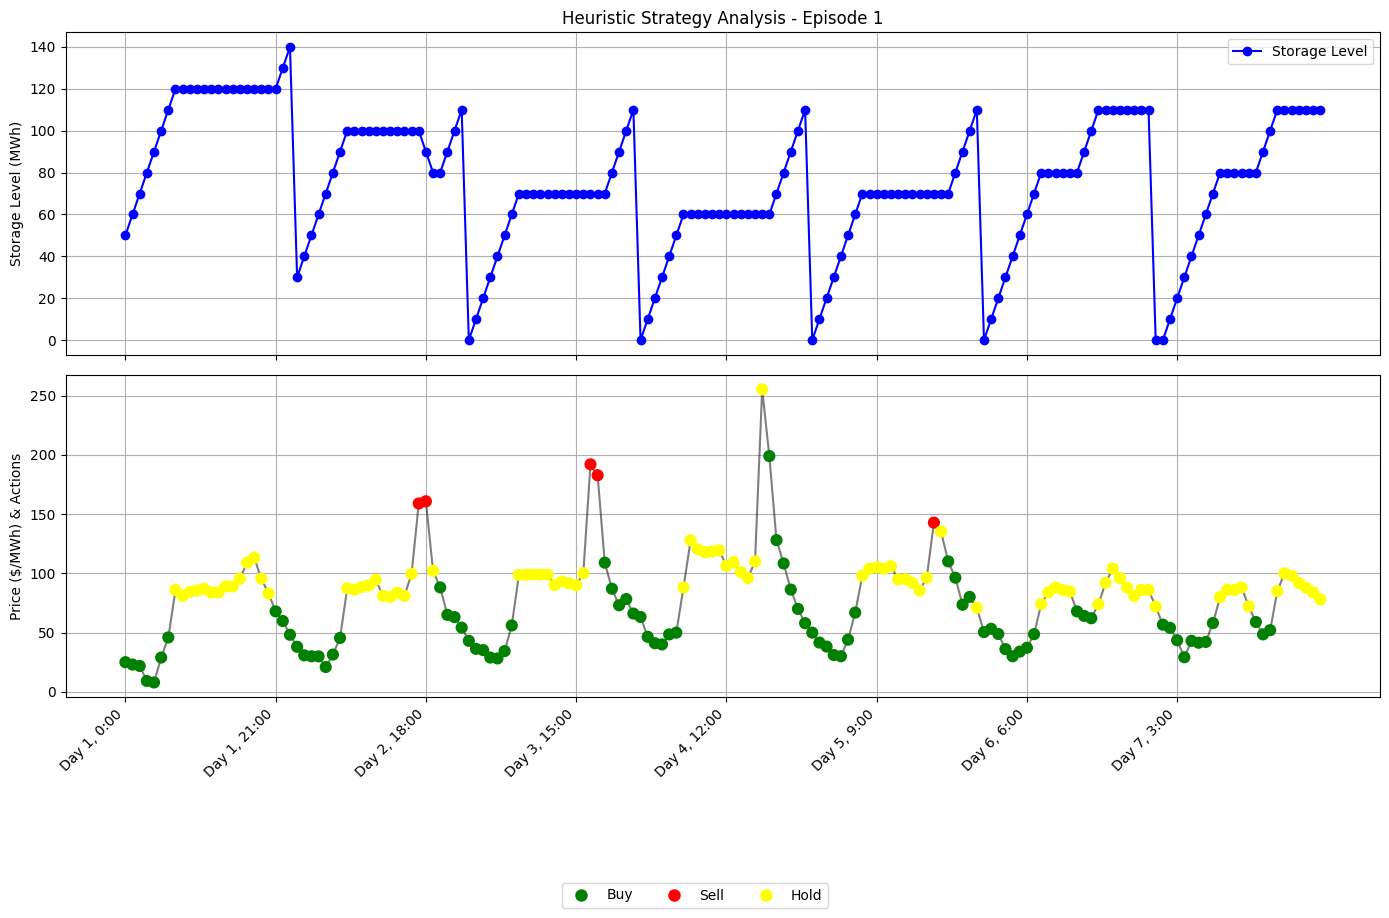 Heuristic Strategy Analysis - Episode 1
Storage Level (MWh)
140
120
100
80
60
40
20
0
Storage Level
Price ($/MWh) & Actions
250
200
150
100
50
0
Day 1, 0:00
Day 1, 21:00
Day 2, 18:00
Day 3, 15:00
Day 4, 12:00
Day 5, 9:00
Day 6, 6:00
Day 7, 3:00
Buy
Sell
Hold